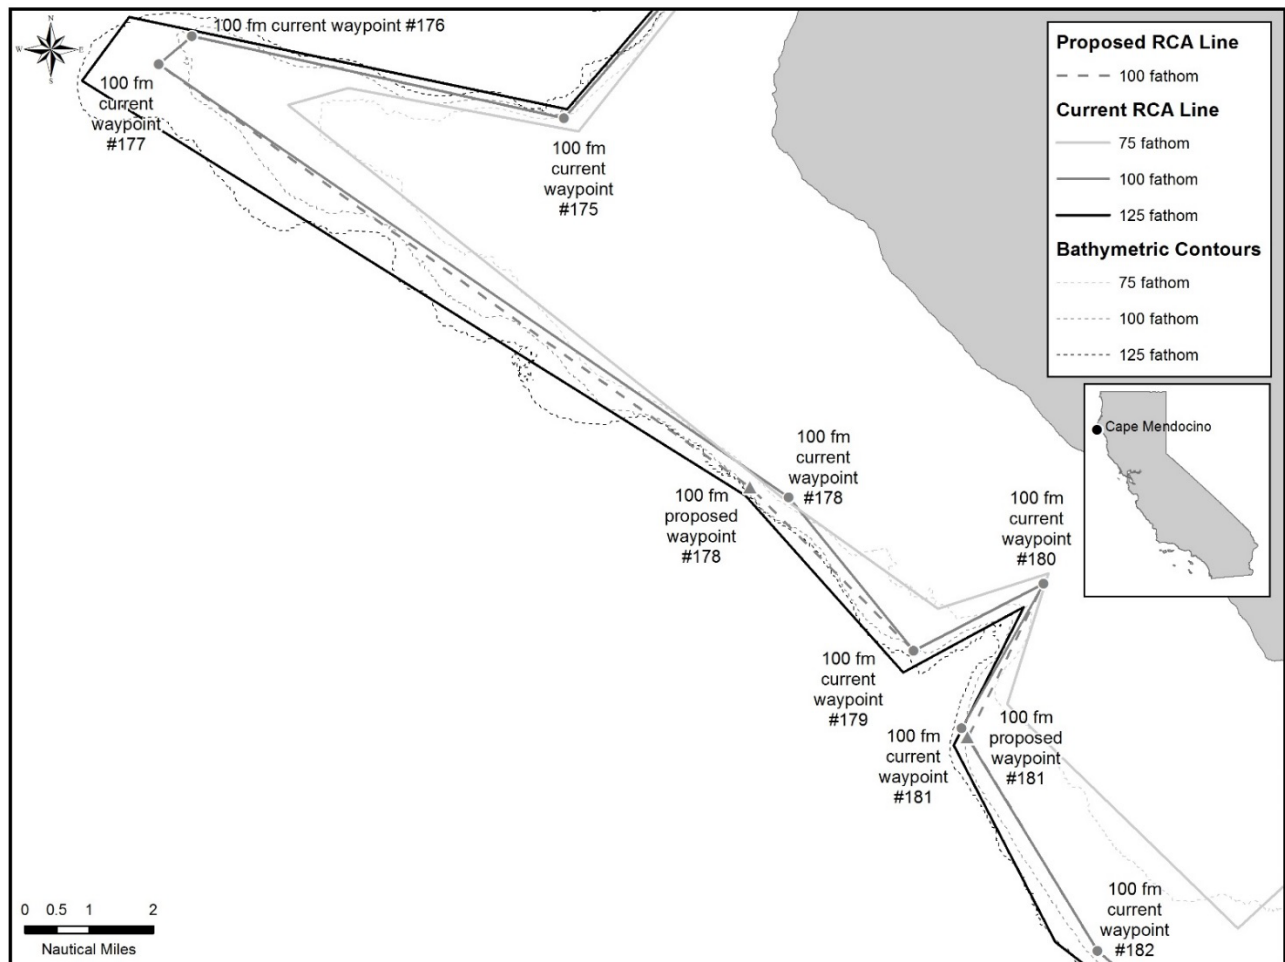 N
W
E
S
100 fm current waypoint #176
100 fm
current
waypoint
#177
100 fm
current
waypoint
#175
Proposed RCA Line
100 fathom
Current RCA Line
75 fathom
100 fathom
125 fathom
Bathymetric Contours
75 fathom
100 fathom
125 fathom
Cape Mendocino
100 fm
current
waypoint
#178
100 fm
proposed
waypoint
#178
100 fm
current
waypoint
#180
100 fm
current
waypoint
#179
100 fm
proposed
waypoint
#181
100 fm
current
waypoint
#181
100 fm
current
waypoint
#182
0 0.5 1 2
Nautical Miles